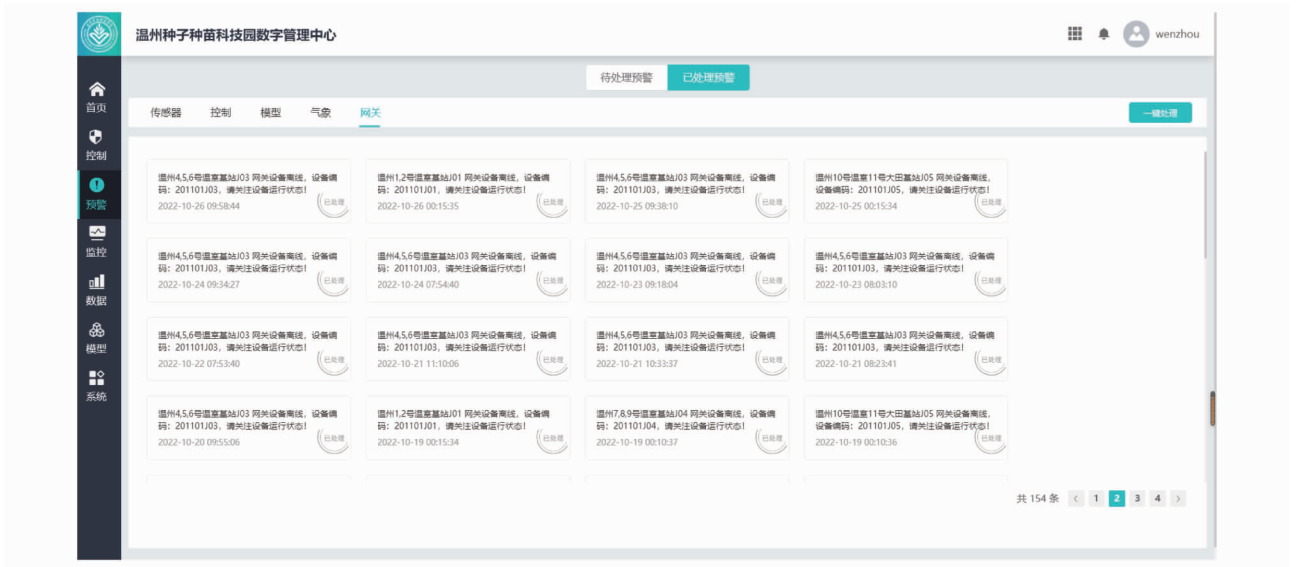 温州种子种苗科技园数字管理中心
wenzhou
待处理预警
已处理预警
首页
控制
预警
监控
数据
模型
系统
传感器
控制
模型
气象
网关
一键处理
温州4,5,6号温室基站J03 网关设备离线，设备编
码：201101J03，请关注设备运行状态！
2022-10-26 09:58:44
已处理
温州1,2号温室基站J01 网关设备离线，设备编
码：201101J01，请关注设备运行状态！
2022-10-26 00:15:35
已处理
温州4,5,6号温室基站J03 网关设备离线，设备编
码：201101J03，请关注设备运行状态！
2022-10-25 09:38:10
已处理
温州10号温室11号大田基站J05 网关设备离线，
设备编码：201101J05，请关注设备运行状态！
2022-10-25 00:15:34
已处理
温州4,5,6号温室基站J03 网关设备离线，设备编
码：201101J03，请关注设备运行状态！
2022-10-24 09:34:27
已处理
温州4,5,6号温室基站J03 网关设备离线，设备编
码：201101J03，请关注设备运行状态！
2022-10-24 07:54:40
已处理
温州4,5,6号温室基站J03 网关设备离线，设备编
码：201101J03，请关注设备运行状态！
2022-10-23 09:18:04
已处理
温州4,5,6号温室基站J03 网关设备离线，设备编
码：201101J03，请关注设备运行状态！
2022-10-23 08:03:10
已处理
温州4,5,6号温室基站J03 网关设备离线，设备编
码：201101J03，请关注设备运行状态！
2022-10-22 07:53:40
已处理
温州4,5,6号温室基站J03 网关设备离线，设备编
码：201101J03，请关注设备运行状态！
2022-10-21 11:10:06
已处理
温州4,5,6号温室基站J03 网关设备离线，设备编
码：201101J03，请关注设备运行状态！
2022-10-21 10:33:37
已处理
温州4,5,6号温室基站J03 网关设备离线，设备编
码：201101J03，请关注设备运行状态！
2022-10-21 08:23:41
已处理
温州4,5,6号温室基站J03 网关设备离线，设备编
码：201101J03，请关注设备运行状态！
2022-10-20 09:55:06
已处理
温州1,2号温室基站J01 网关设备离线，设备编
码：201101J01，请关注设备运行状态！
2022-10-19 00:15:34
已处理
温州7,8,9号温室基站J04 网关设备离线，设备编
码：201101J04，请关注设备运行状态！
2022-10-19 00:10:37
已处理
温州10号温室11号大田基站J05 网关设备离线，
设备编码：201101J05，请关注设备运行状态！
2022-10-19 00:10:36
已处理
共 154 条 < 1 2 3 4 >